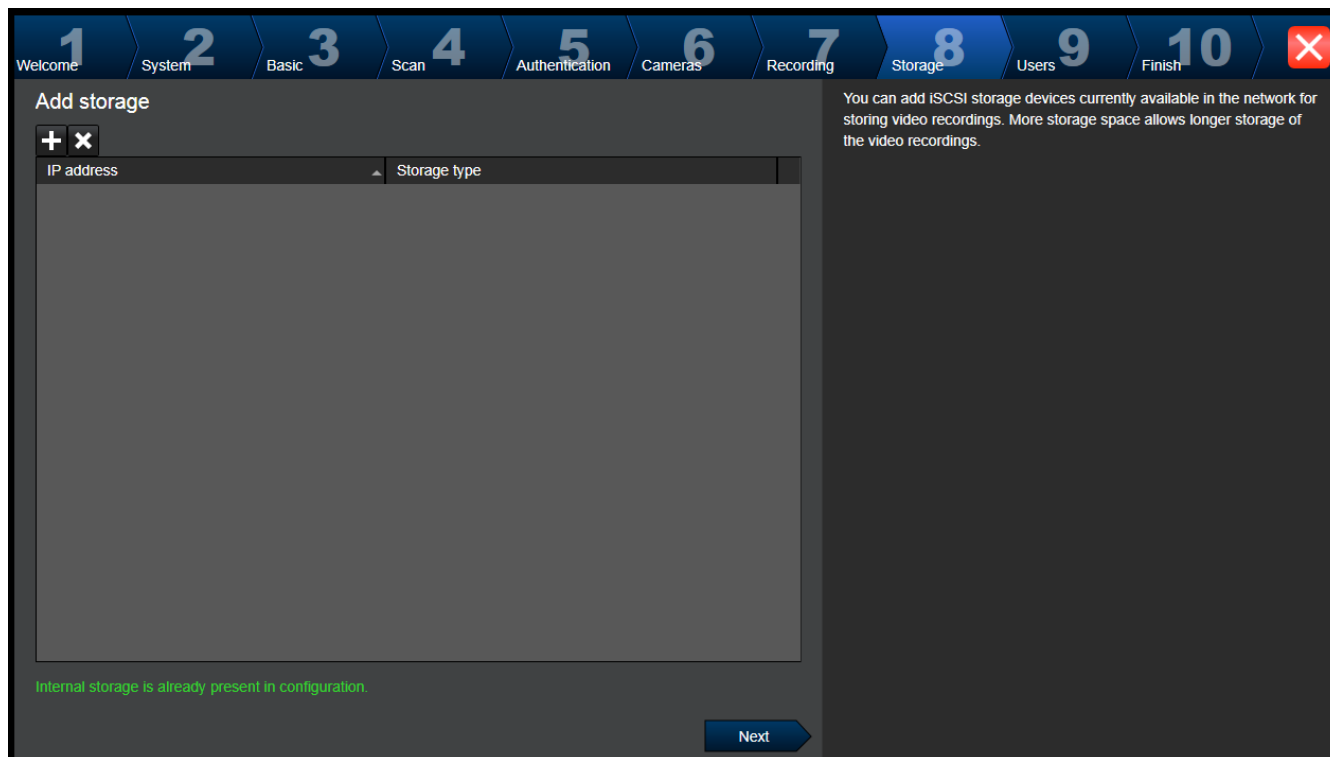 1 Welcome
2 System
3 Basic
4 Scan
5 Authentication
6 Cameras
7 Recording
8 Storage
9 Users
10 Finish
Add storage
IP address
Storage type
Internal storage is already present in configuration.
Next
You can add iSCSI storage devices currently available in the network for
storing video recordings. More storage space allows longer storage of
the video recordings.